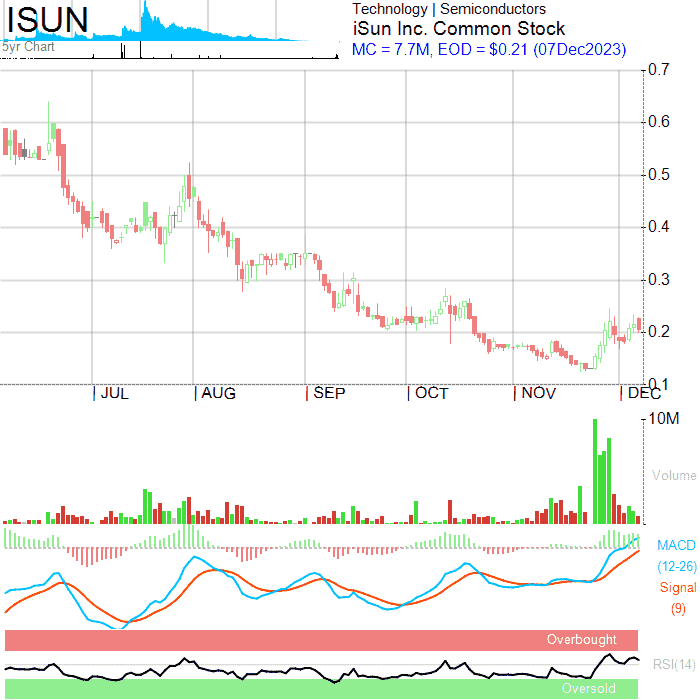 ISUN
5yr Chart
Technology | Semiconductors
iSun Inc. Common Stock
MC = 7.7M, EOD = $0.21 (07Dec2023)
0.7
0.6
0.5
0.4
0.3
0.2
0.1
JUL AUG SEP OCT NOV DEC
10M
Volume
MACD
(12-26)
Signal
(9)
Overbought
RSI(14)
Oversold